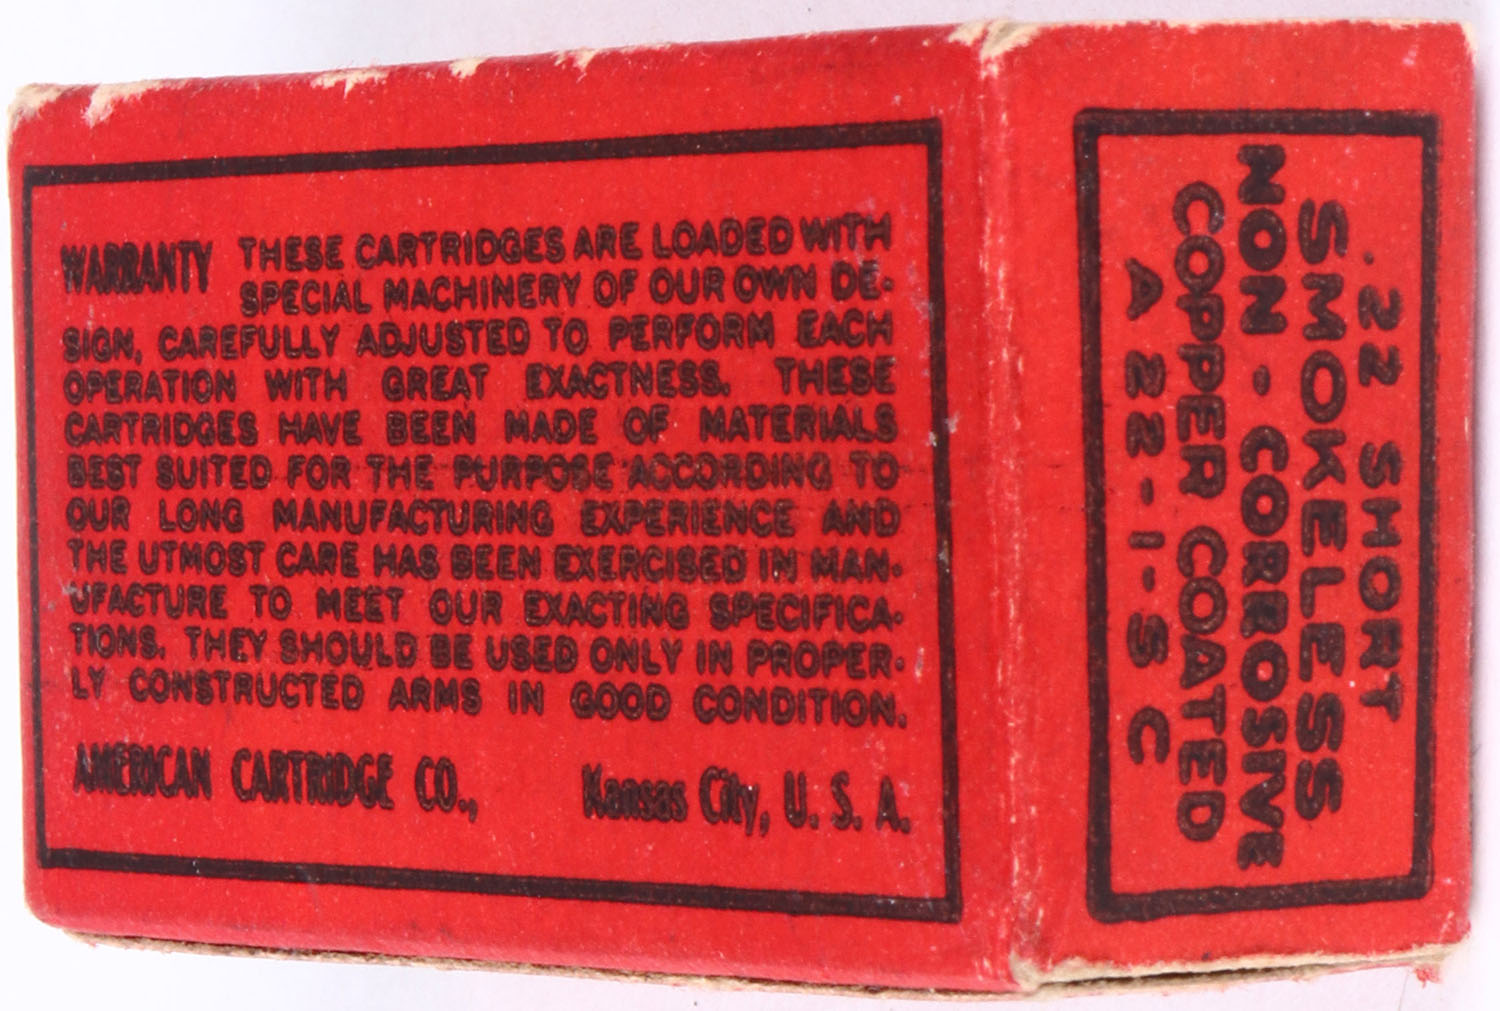 WARRANTY THESE CARTRIDGES ARE LOADED WITH
SPECIAL MACHINERY OF OUR OWN DE-
SIGN, CAREFULLY ADJUSTED TO PERFORM EACH
OPERATION WITH GREAT EXACTNESS. THESE
CARTRIDGES HAVE BEEN MADE OF MATERIALS
BEST SUITED FOR THE PURPOSE ACCORDING TO
OUR LONG MANUFACTURING EXPERIENCE AND
THE UTMOST CARE HAS BEEN EXERCISED IN MAN-
UFACTURE TO MEET OUR EXACTING SPECIFICA-
TIONS. THEY SHOULD BE USED ONLY IN PROPER-
LY CONSTRUCTED ARMS IN GOOD CONDITION.
AMERICAN CARTRIDGE CO., Kansas City, U. S. A.
.22 SHORT
SMOKELESS
NON-CORROSIVE
COPPER COATED
A22-1-SC